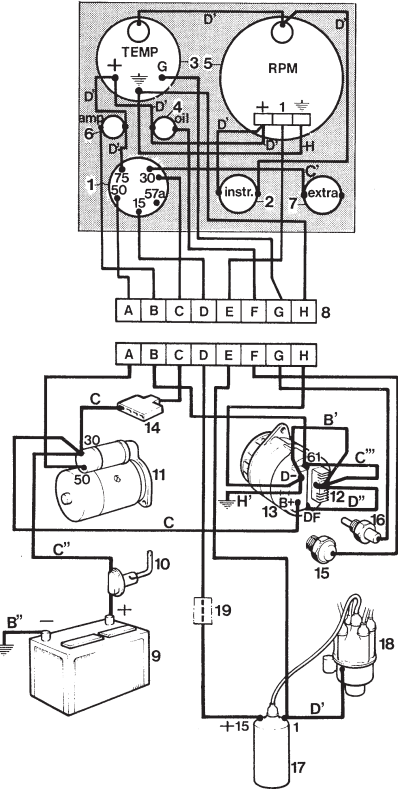 D'
TEMP
+
G
3
5
RPM
+ 1
D'
D'
4
oil
amp
6
D'
D'
D'
H
C'
1
75
30
50
57a
15
instr.
2
7
extra
A B C D E F G H
8
A B C D E F G H
C
14
30
50
11
B'
61
C'''
D-
12
B+
D''
H'
13
DF
16
C
15
C''
10
B''
−
+
9
19
18
D'
+15
1
17